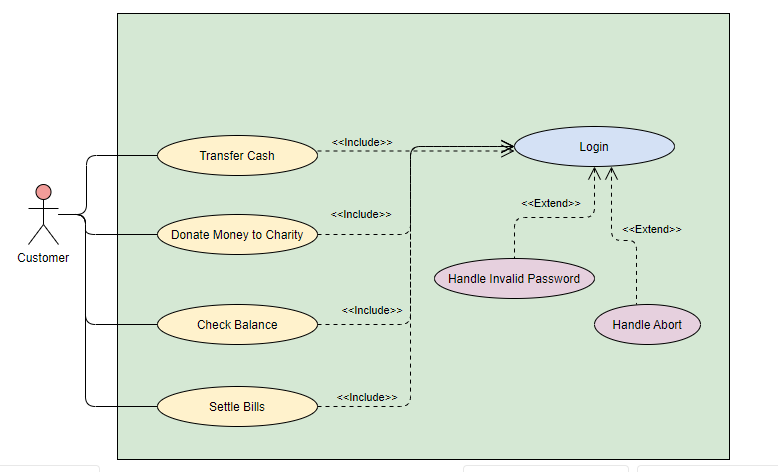 <<Include>>
Transfer Cash
Login
<<Include>>
<<Extend>>
Donate Money to Charity
<<Extend>>
Customer
Handle Invalid Password
<<Include>>
Check Balance
Handle Abort
<<Include>>
Settle Bills